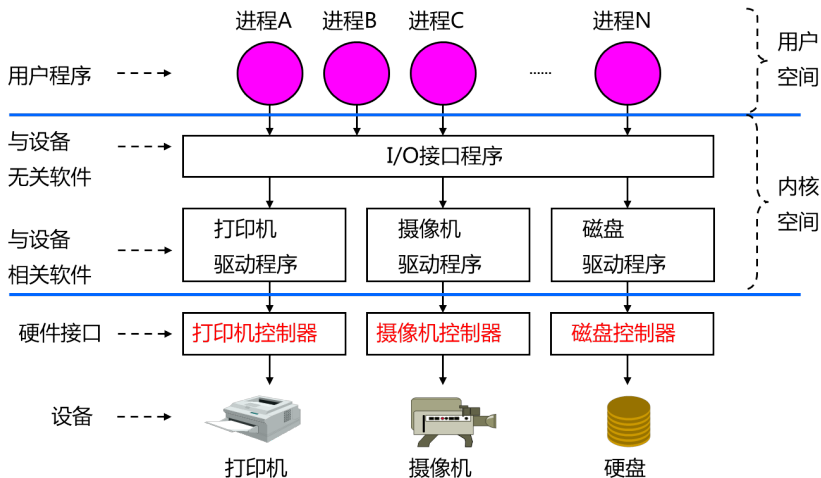 进程A
进程B
进程C
进程N
用户程序
······
用户
空间
与设备
无关软件
I/O接口程序
内核
空间
与设备
相关软件
打印机
驱动程序
摄像机
驱动程序
磁盘
驱动程序
硬件接口
打印机控制器
摄像机控制器
磁盘控制器
设备
打印机
摄像机
硬盘